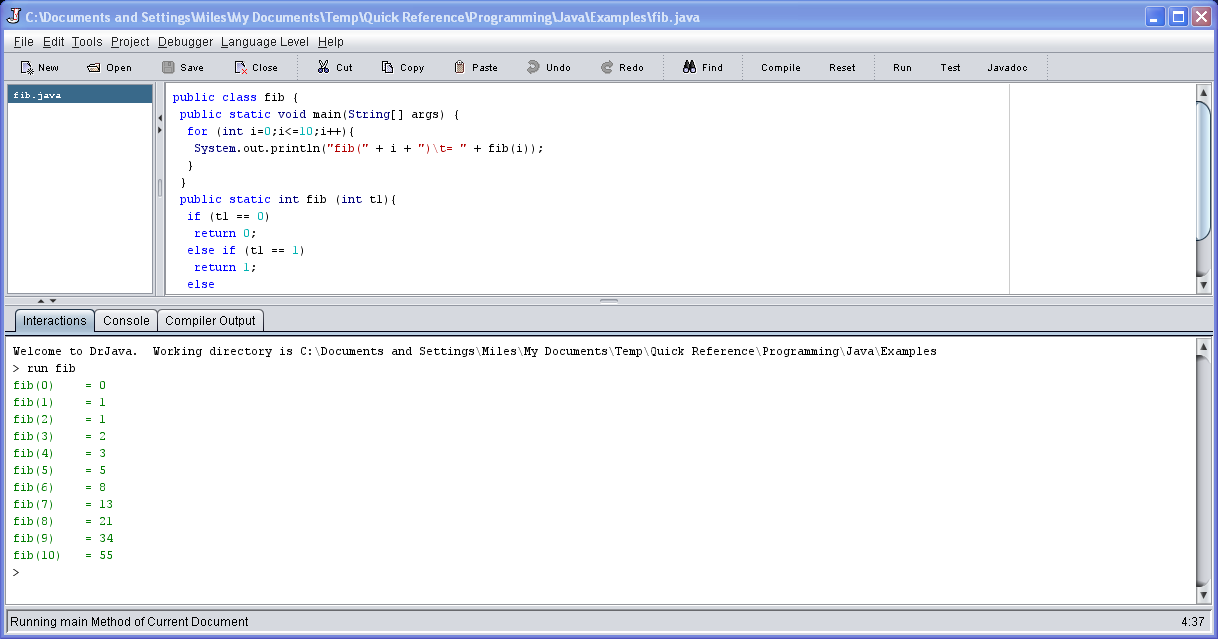 C:\Documents and Settings\Miles\My Documents\Temp\Quick Reference\Programming\Java\Examples\fib.java
File Edit Tools Project Debugger Language Level Help
New Open Save Close Cut Copy Paste Undo Redo Find Compile Reset Run Test Javadoc
fib.java
public class fib {
public static void main(String[] args) {
for (int i=0;i<=10;i++){
System.out.println("fib(" + i + ")\t= " + fib(i));
}
}
public static int fib (int tl){
if (tl == 0)
return 0;
else if (tl == 1)
return 1;
else
Interactions Console Compiler Output
Welcome to DrJava.  Working directory is C:\Documents and Settings\Miles\My Documents\Temp\Quick Reference\Programming\Java\Examples
> run fib
fib(0) = 0
fib(1) = 1
fib(2) = 1
fib(3) = 2
fib(4) = 3
fib(5) = 5
fib(6) = 8
fib(7) = 13
fib(8) = 21
fib(9) = 34
fib(10) = 55
>
Running main Method of Current Document 4:37